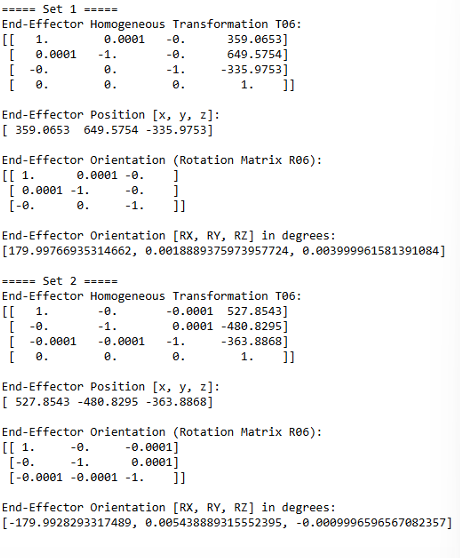 ===== Set 1 =====
End-Effector Homogeneous Transformation T06:
[[   1.        0.0001   -0.      359.0653]
 [   0.0001   -1.       -0.      649.5754]
 [  -0.        0.       -1.     -335.9753]
 [   0.        0.        0.        1.    ]]
End-Effector Position [x, y, z]:
[ 359.0653  649.5754 -335.9753]
End-Effector Orientation (Rotation Matrix R06):
[[ 1.      0.0001 -0.    ]
 [ 0.0001 -1.     -0.    ]
 [-0.      0.     -1.    ]]
End-Effector Orientation [RX, RY, RZ] in degrees:
[179.99766935314662, 0.0018889375973957724, 0.003999961581391084]
===== Set 2 =====
End-Effector Homogeneous Transformation T06:
[[   1.       -0.       -0.0001  527.8543]
 [  -0.       -1.        0.0001 -480.8295]
 [  -0.0001   -0.0001   -1.     -363.8868]
 [   0.        0.        0.        1.    ]]
End-Effector Position [x, y, z]:
[ 527.8543 -480.8295 -363.8868]
End-Effector Orientation (Rotation Matrix R06):
[[ 1.     -0.     -0.0001]
 [-0.     -1.      0.0001]
 [-0.0001 -0.0001 -1.    ]]
End-Effector Orientation [RX, RY, RZ] in degrees:
[-179.9928293317489, 0.005438889315552395, -0.0009996596567082357]